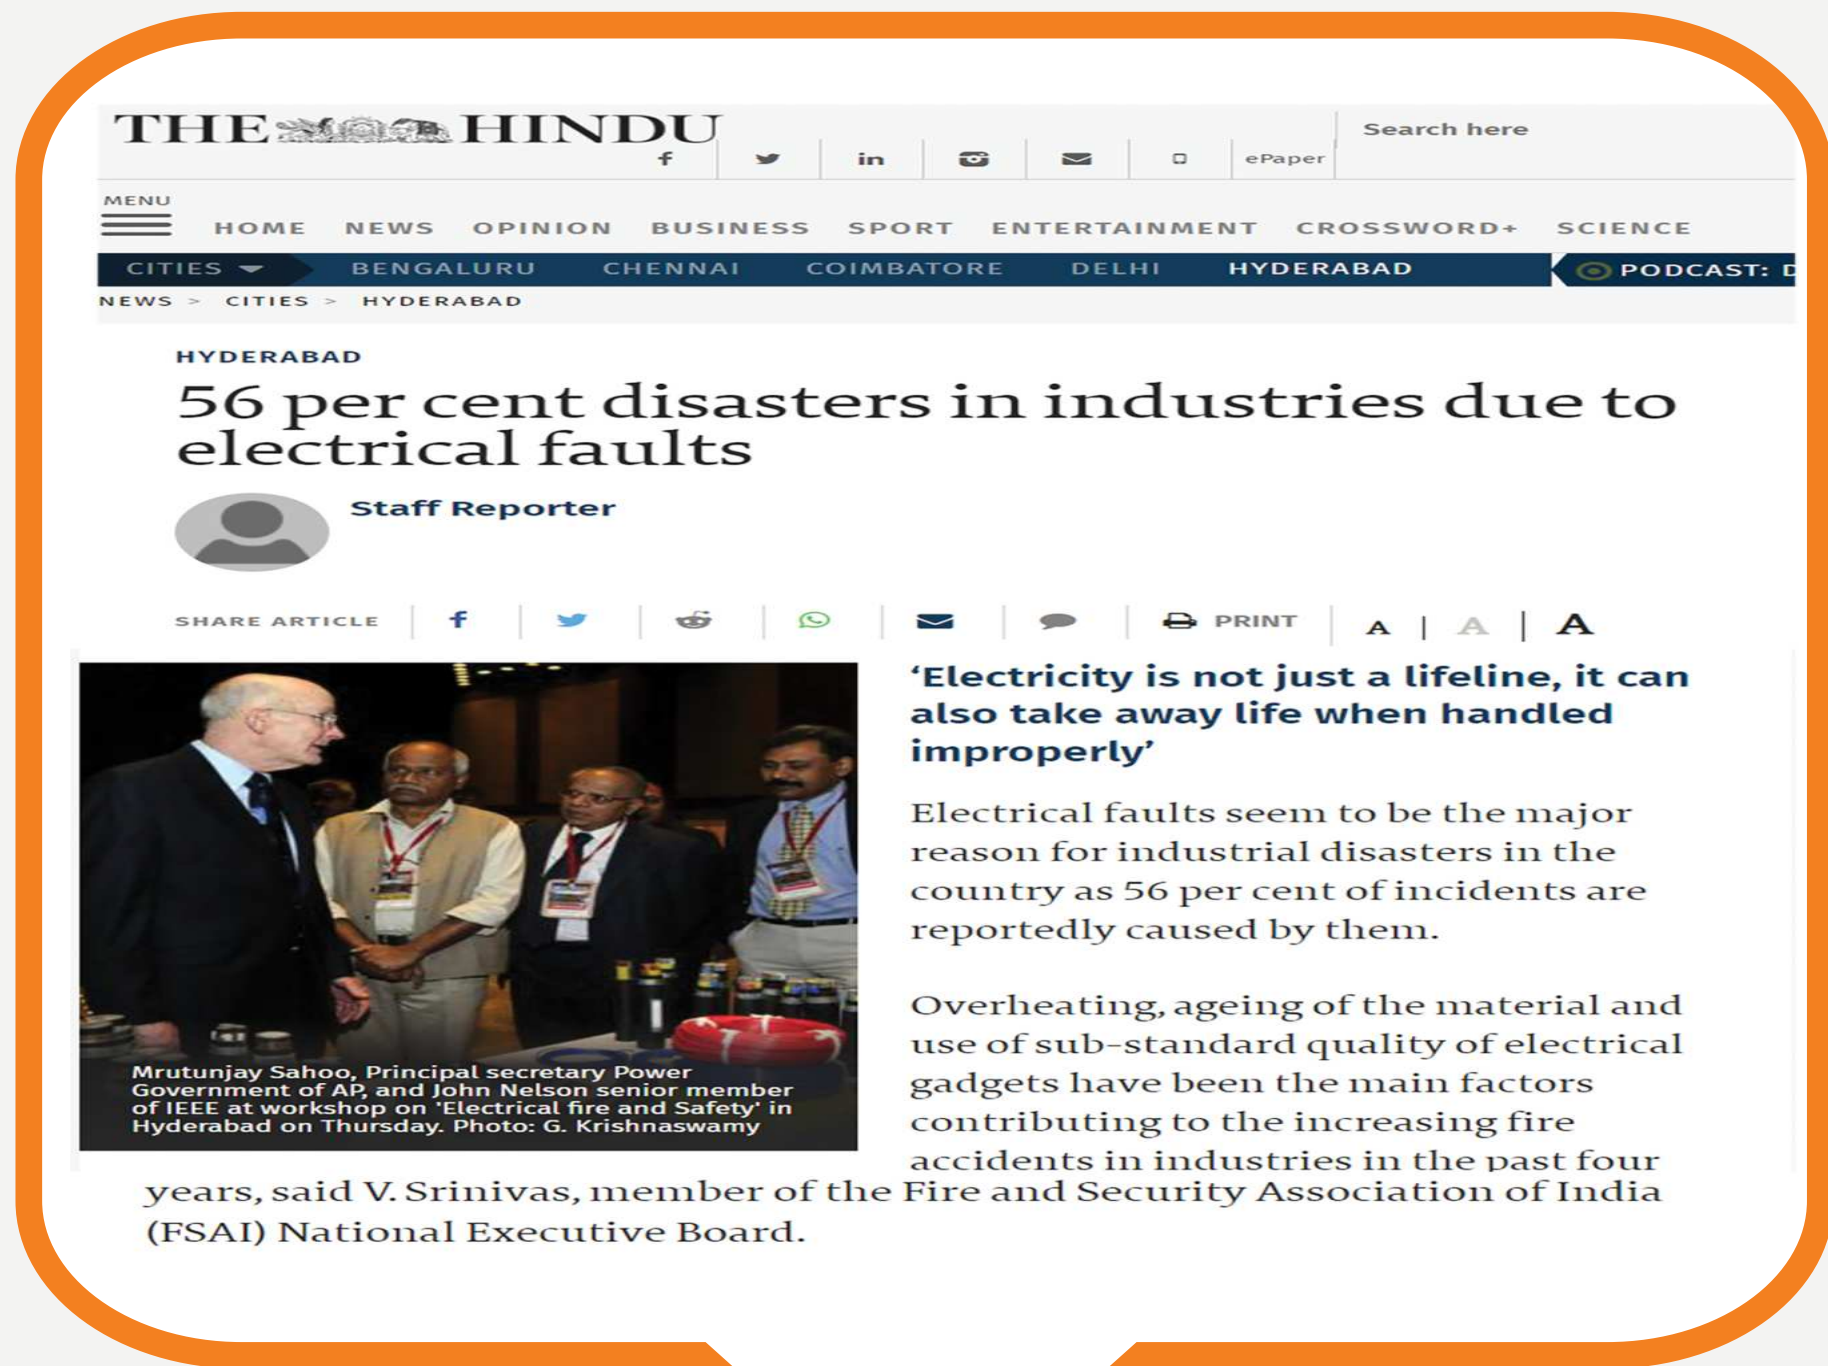 THE HINDU
Search here
f in ePaper
MENU
HOME NEWS OPINION BUSINESS SPORT ENTERTAINMENT CROSSWORD+ SCIENCE
CITIES BENGALURU CHENNAI COIMBATORE DELHI HYDERABAD PODCAST: D
NEWS > CITIES > HYDERABAD
HYDERABAD
56 per cent disasters in industries due to
electrical faults
Staff Reporter
SHARE ARTICLE f PRINT A | A | A
Mrutunjay Sahoo, Principal secretary Power
Government of AP, and John Nelson senior member
of IEEE at workshop on 'Electrical fire and Safety' in
Hyderabad on Thursday. Photo: G. Krishnaswamy
‘Electricity is not just a lifeline, it can
also take away life when handled
improperly’
Electrical faults seem to be the major
reason for industrial disasters in the
country as 56 per cent of incidents are
reportedly caused by them.
Overheating, ageing of the material and
use of sub-standard quality of electrical
gadgets have been the main factors
contributing to the increasing fire
accidents in industries in the past four
years, said V. Srinivas, member of the Fire and Security Association of India
(FSAI) National Executive Board.